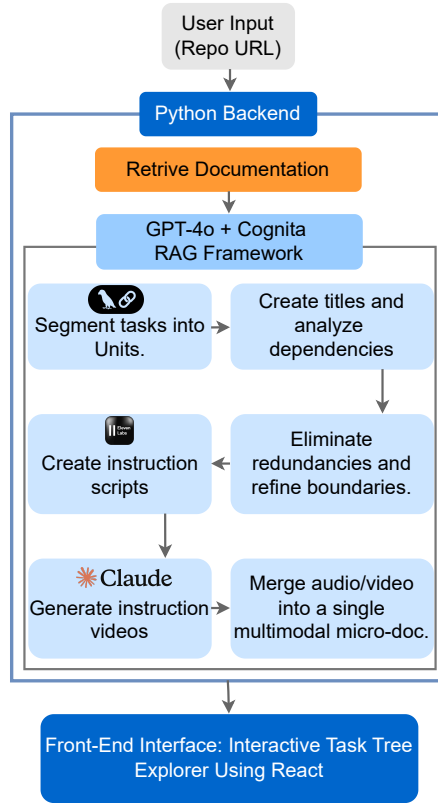 User Input
(Repo URL)
Python Backend
Retrive Documentation
GPT-4o + Cognita
RAG Framework
Segment tasks into
Units.
Create titles and
analyze
dependencies
Eliminate
redundancies and
refine boundaries.
Eleven
Labs
Create instruction
scripts
Claude
Generate instruction
videos
Merge audio/video
into a single
multimodal micro-doc.
Front-End Interface: Interactive Task Tree
Explorer Using React